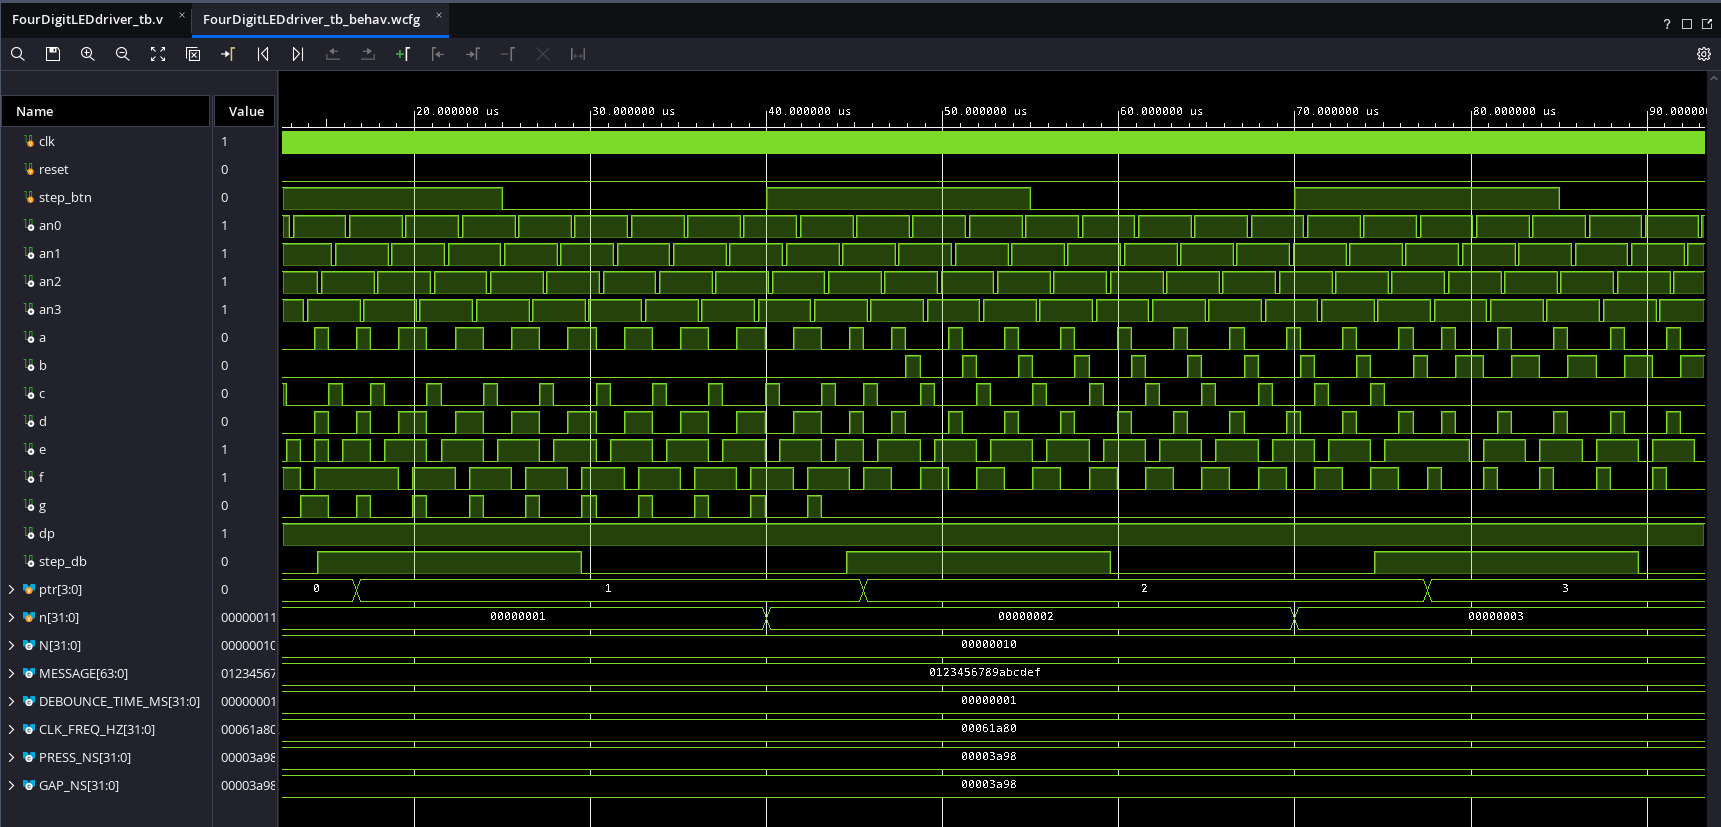 FourDigitLEDdriver_tb.v × FourDigitLEDdriver_tb_behav.wcfg × ?
Name Value 20.000000 us 30.000000 us 40.000000 us 50.000000 us 60.000000 us 70.000000 us 80.000000 us 90.00000
clk 1
reset 0
step_btn 0
an0 1
an1 1
an2 1
an3 1
a 0
b 0
c 0
d 0
e 1
f 1
g 0
dp 1
step_db 0
ptr[3:0] 0 0 1 2 3
n[31:0] 00000011 00000001 00000002 00000003
N[31:0] 0000001 00000010
MESSAGE[63:0] 01234567 0123456789abcdef
DEBOUNCE_TIME_MS[31:0] 00000001 00000001
CLK_FREQ_HZ[31:0] 00061a80 00061a80
PRESS_NS[31:0] 00003a98 00003a98
GAP_NS[31:0] 00003a98 00003a98